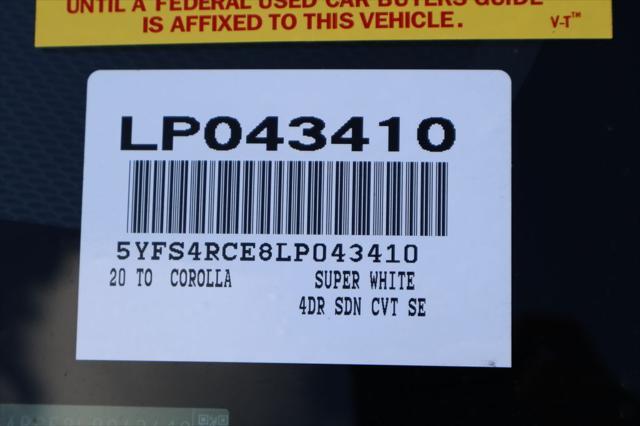 UNTIL A FEDERAL USED CAR BUYERS GUIDE
IS AFFIXED TO THIS VEHICLE. V-T™
LP043410
5YFS4RCE8LP043410
20 TO COROLLA SUPER WHITE
4DR SDN CVT SE